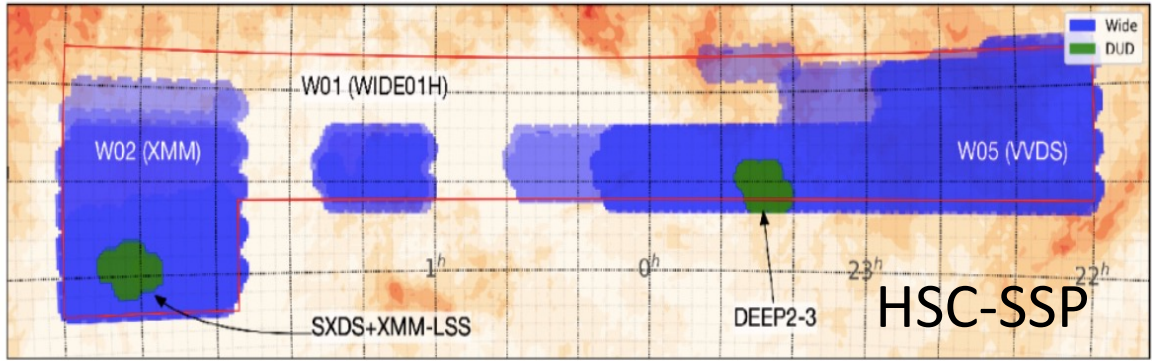 Wide
DUD
W01 (WIDE01H)
W02 (XMM)
W05 (VVDS)
1h
0h
23h
22h
HSC-SSP
DEEP2-3
SXDS+XMM-LSS